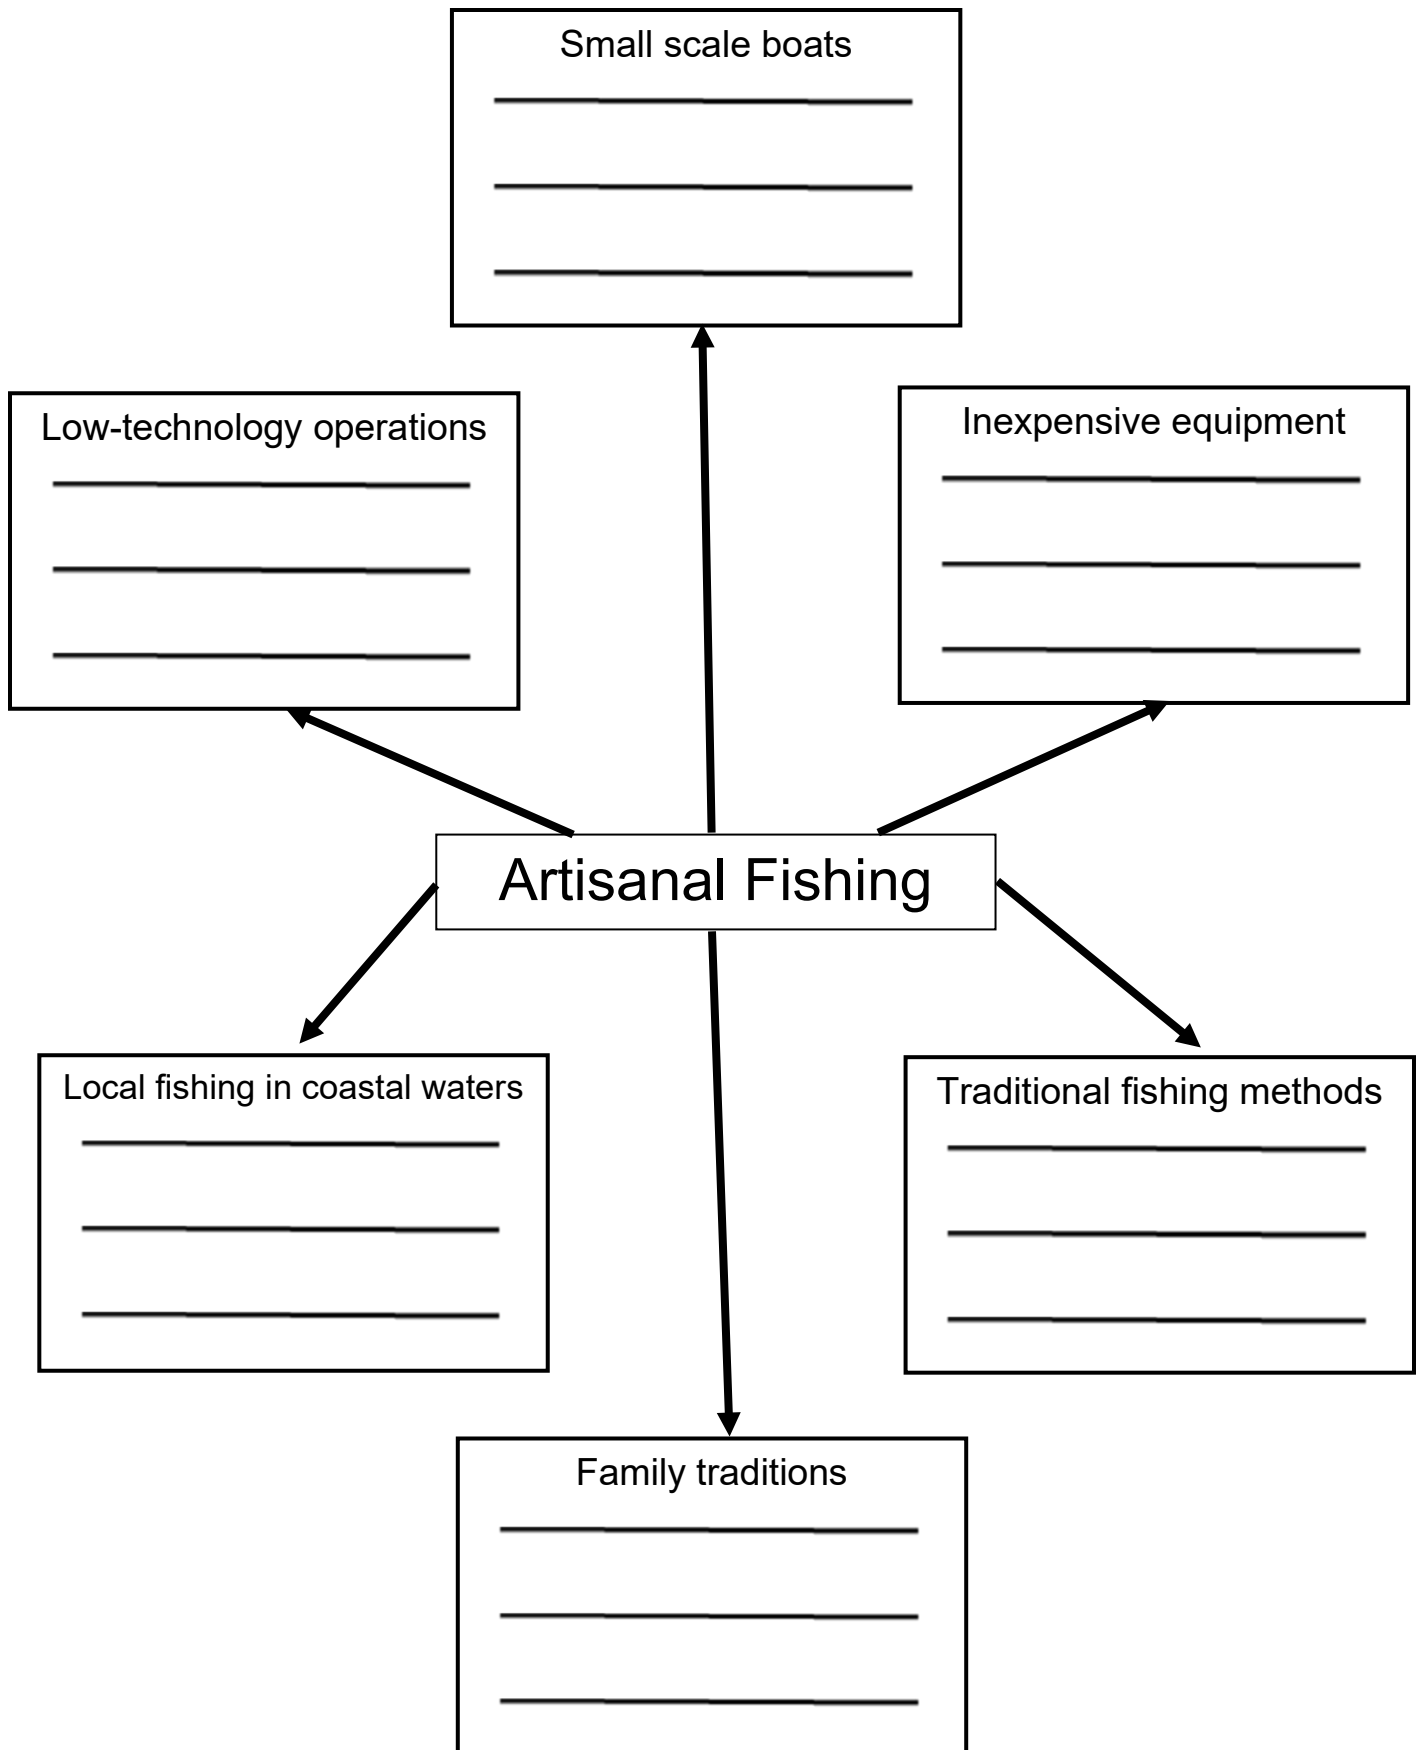 Small scale boats
Low-technology operations
Inexpensive equipment
Artisanal Fishing
Local fishing in coastal waters
Traditional fishing methods
Family traditions